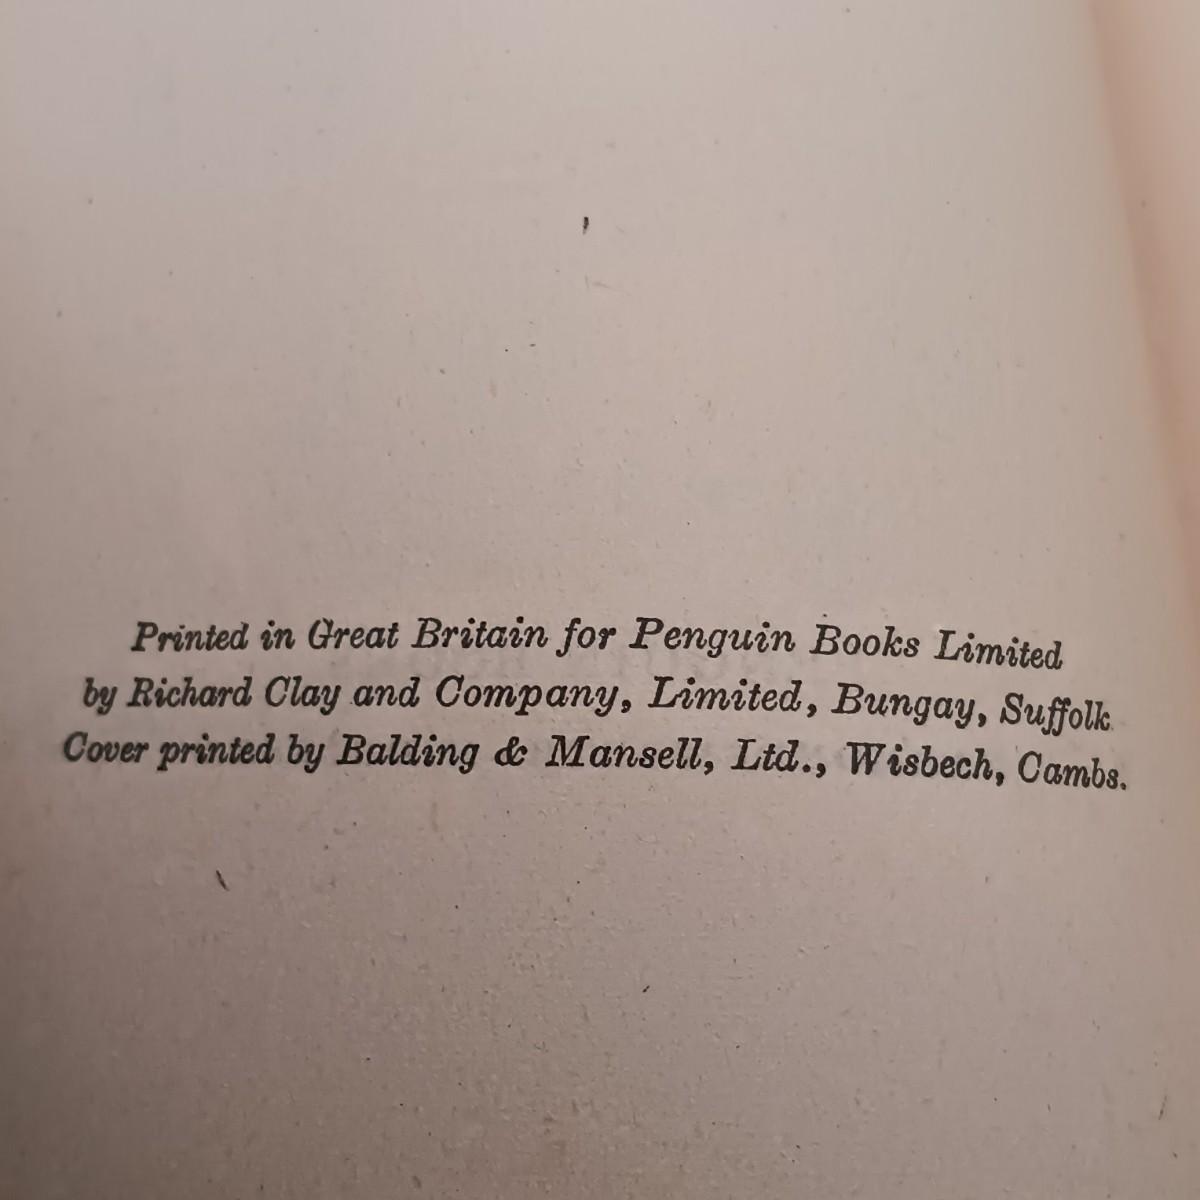 Printed in Great Britain for Penguin Books Limited
by Richard Clay and Company, Limited, Bungay, Suffolk
Cover printed by Balding & Mansell, Ltd., Wisbech, Cambs.